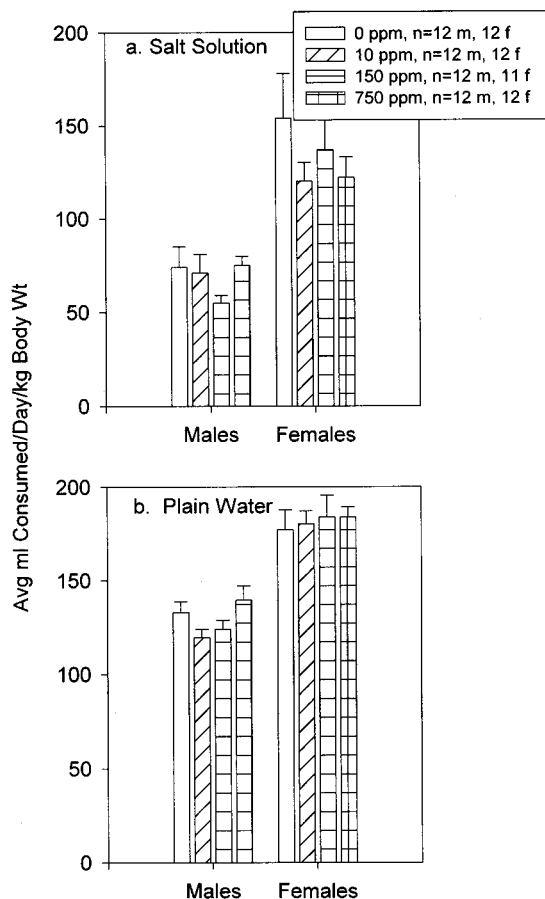 200
150
100
50
0
a. Salt Solution
0 ppm, n=12 m, 12 f
10 ppm, n=12 m, 12 f
150 ppm, n=12 m, 11 f
750 ppm, n=12 m, 12 f
Males Females
Avg ml Consumed/Day/kg Body Wt
200
150
100
50
0
b. Plain Water
Males Females